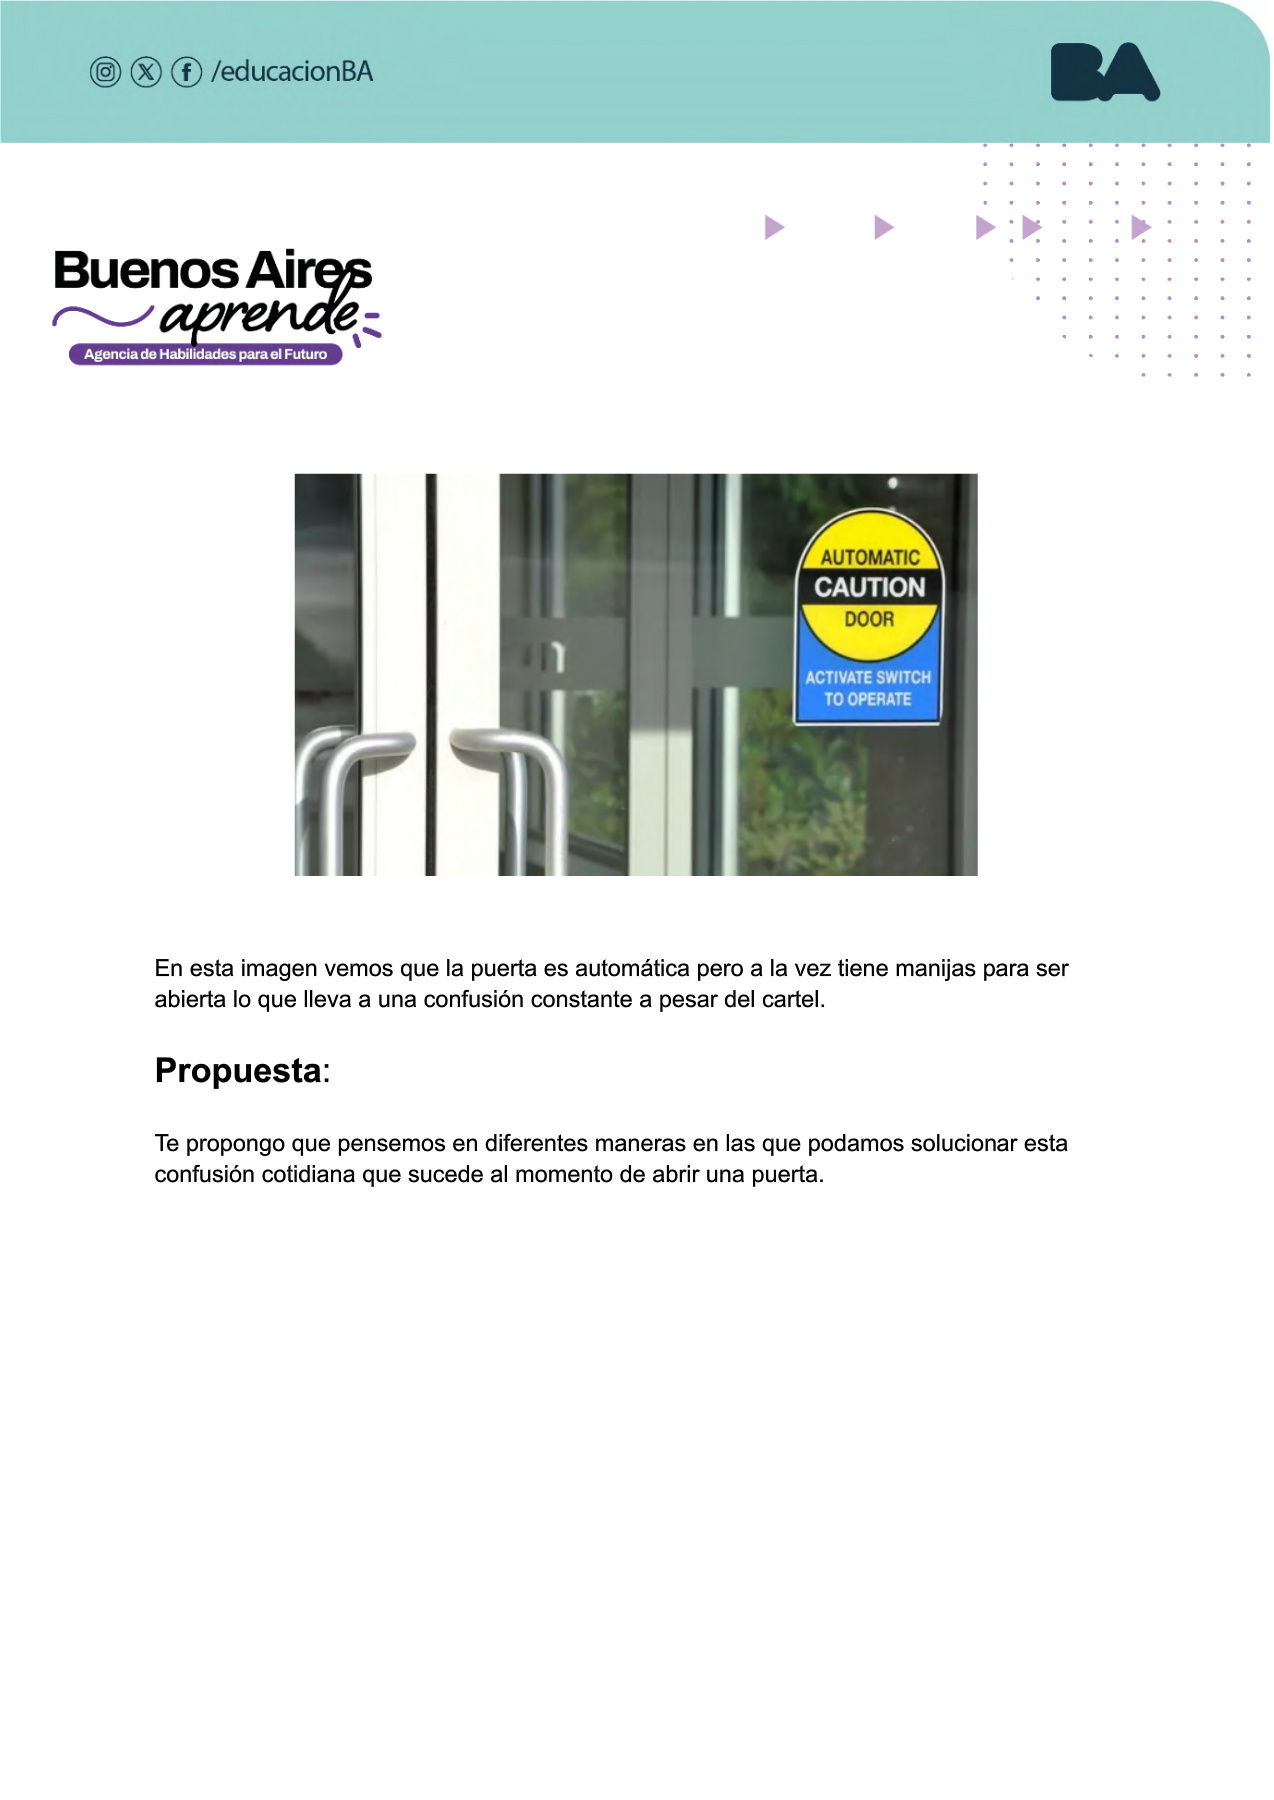 /educacionBA
BA
Buenos Aires
aprende
Agencia de Habilidades para el Futuro
AUTOMATIC
CAUTION
DOOR
ACTIVATE SWITCH
TO OPERATE
En esta imagen vemos que la puerta es automática pero a la vez tiene manijas para ser
abierta lo que lleva a una confusión constante a pesar del cartel.
Propuesta:
Te propongo que pensemos en diferentes maneras en las que podamos solucionar esta
confusión cotidiana que sucede al momento de abrir una puerta.